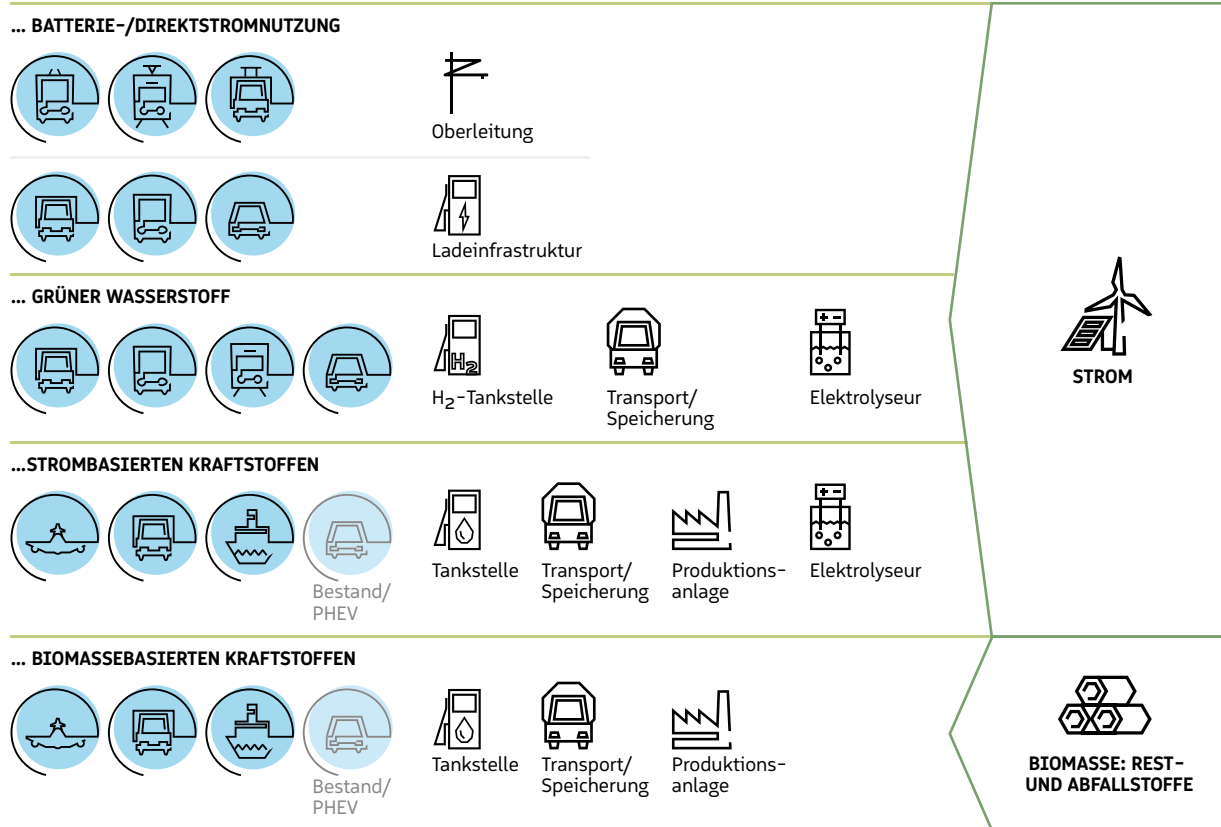 ... BATTERIE-/DIREKTSTROMNUTZUNG
Oberleitung
Ladeinfrastruktur
... GRÜNER WASSERSTOFF
H2
H2-Tankstelle
Transport/
Speicherung
Elektrolyseur
STROM
...STROMBASIERTEN KRAFTSTOFFEN
Bestand/
PHEV
Tankstelle
Transport/
Speicherung
Produktions-
anlage
Elektrolyseur
... BIOMASSEBASIERTEN KRAFTSTOFFEN
Bestand/
PHEV
Tankstelle
Transport/
Speicherung
Produktions-
anlage
BIOMASSE: REST-
UND ABFALLSTOFFE